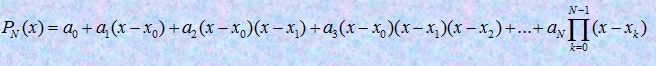 P_N(x) = a_0 + a_1(x − x_0) + a_2(x − x_0)(x − x_1) + a_3(x − x_0)(x − x_1)(x − x_2) + ... + a_N ∏_{k=0}^{N−1} (x − x_k)